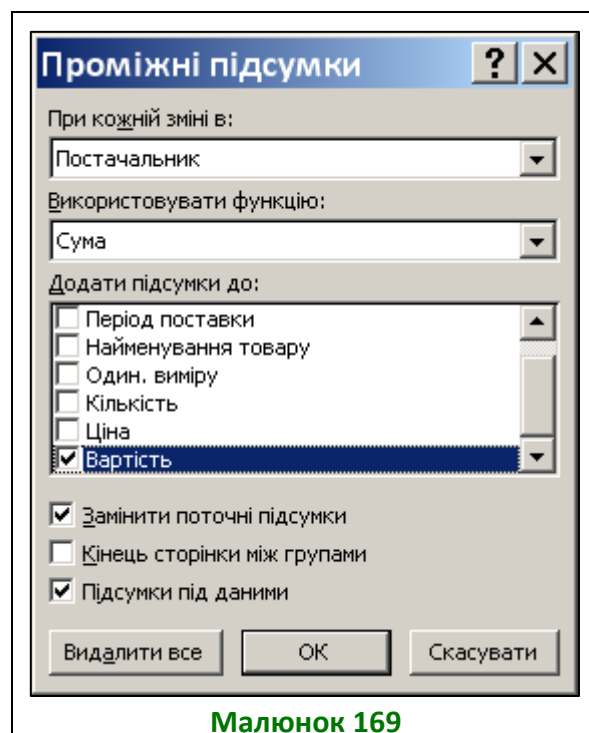 Проміжні підсумки
При кожній зміні в:
Постачальник
Використовувати функцію:
Сума
Додати підсумки до:
Період поставки
Найменування товару
Один. виміру
Кількість
Ціна
Вартість
Замінити поточні підсумки
Кінець сторінки між групами
Підсумки під даними
Видалити все ОК Скасувати
Малюнок 169